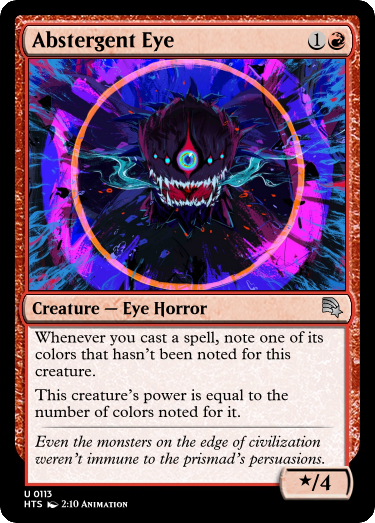 Abstergent Eye 1
Creature — Eye Horror
Whenever you cast a spell, note one of its
colors that hasn't been noted for this
creature.
This creature's power is equal to the
number of colors noted for it.
Even the monsters on the edge of civilization
weren't immune to the prismad's persuasions.
★/4
U 0113
HTS 2:10 Animation